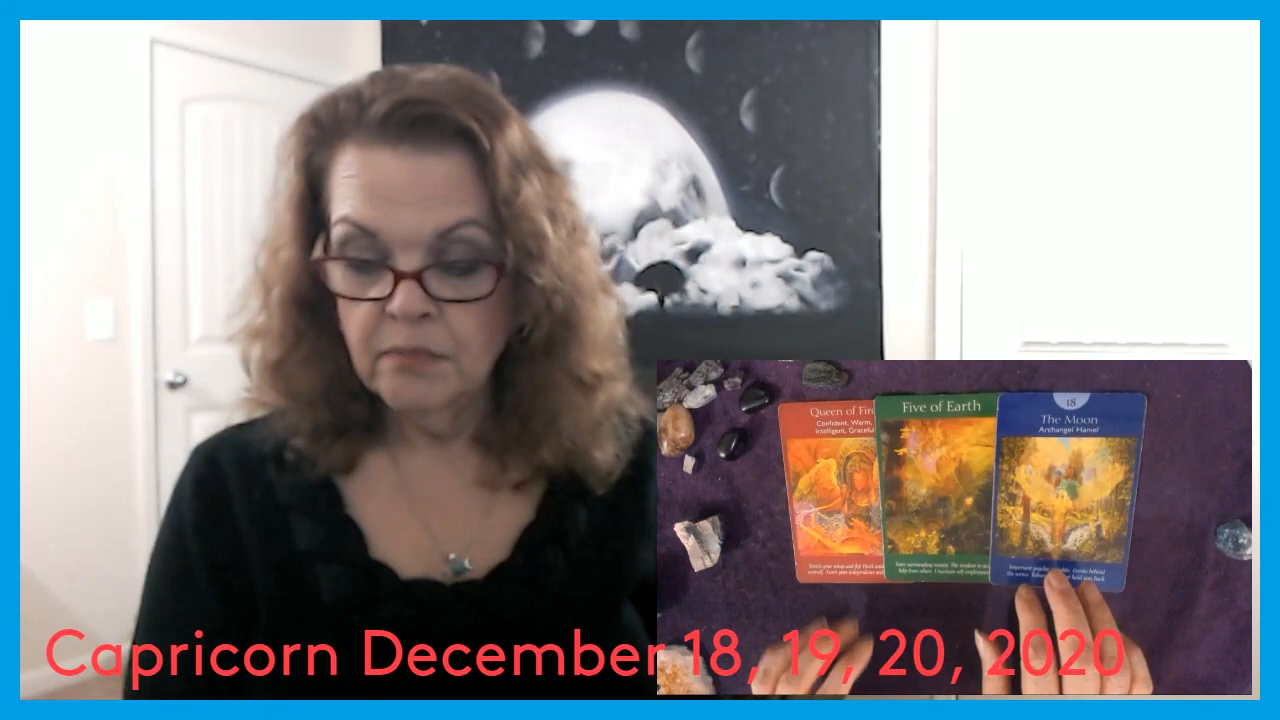 Queen of Fir
Confident, Warm,
Intelligent, Graceful
Five of Earth
18
The Moon
Archangel Haniel
Capricorn December 18, 19, 20, 2020